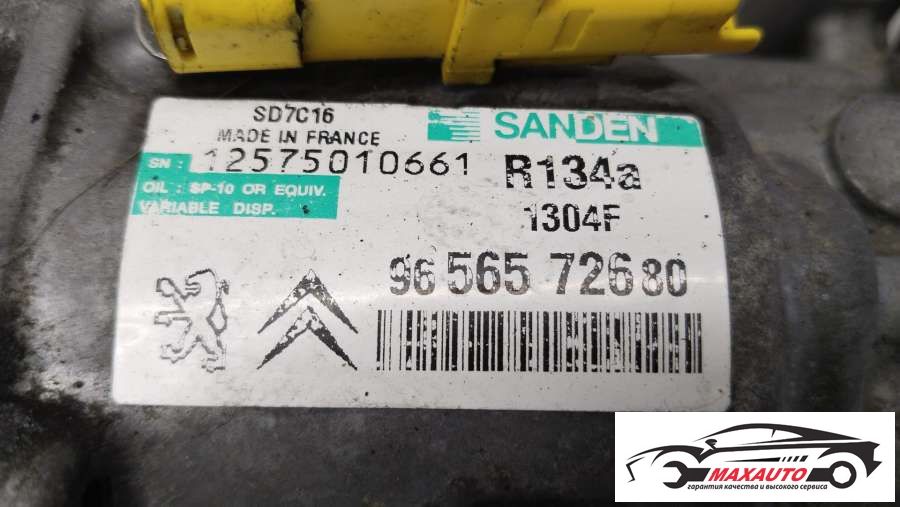 SD7C16
MADE IN FRANCE
SANDEN
SN : 12575010661
R134a
OIL : SP-10 OR EQUIV.
VARIABLE DISP.
1304F
96 565 726 80
MAXAUTO
гарантия качества и высокого сервиса